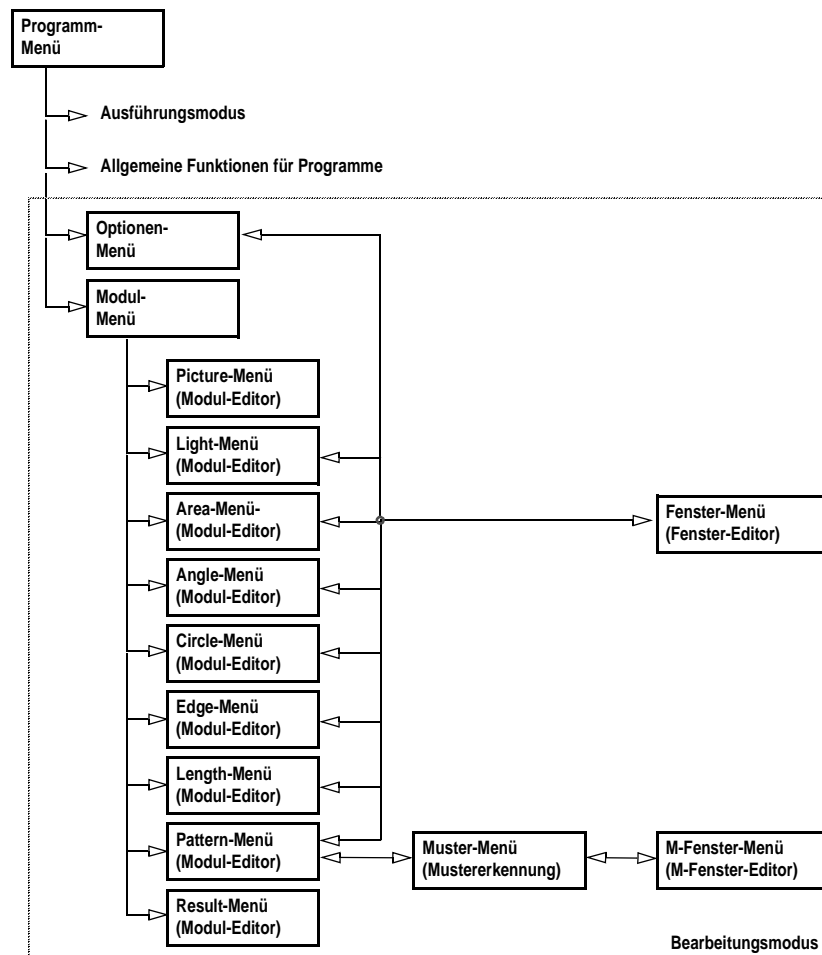 Programm-
Menü
Ausführungsmodus
Allgemeine Funktionen für Programme
Optionen-
Menü
Modul-
Menü
Picture-Menü
(Modul-Editor)
Light-Menü
(Modul-Editor)
Area-Menü-
(Modul-Editor)
Fenster-Menü
(Fenster-Editor)
Angle-Menü
(Modul-Editor)
Circle-Menü
(Modul-Editor)
Edge-Menü
(Modul-Editor)
Length-Menü
(Modul-Editor)
Pattern-Menü
(Modul-Editor)
Muster-Menü
(Mustererkennung)
M-Fenster-Menü
(M-Fenster-Editor)
Result-Menü
(Modul-Editor)
Bearbeitungsmodus